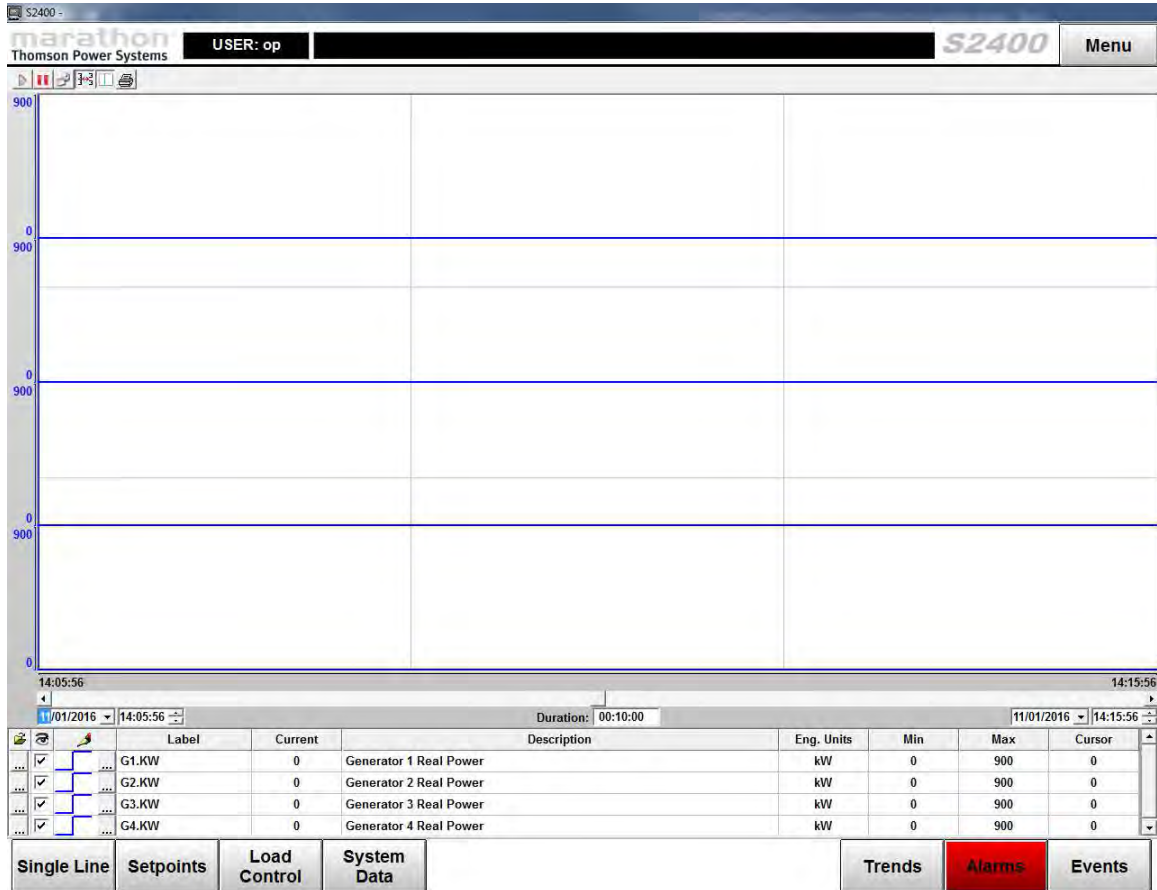 S2400 -
marathon
Thomson Power Systems
USER: op
S2400
Menu
900
0
900
0
900
0
900
0
14:05:56
14:15:56
11/01/2016
14:05:56
Duration: 00:10:00
11/01/2016
14:15:56
Label Current Description Eng. Units Min Max Cursor
... ... G1.KW 0 Generator 1 Real Power kW 0 900 0
... ... G2.KW 0 Generator 2 Real Power kW 0 900 0
... ... G3.KW 0 Generator 3 Real Power kW 0 900 0
... ... G4.KW 0 Generator 4 Real Power kW 0 900 0
Single Line
Setpoints
Load
Control
System
Data
Trends
Alarms
Events